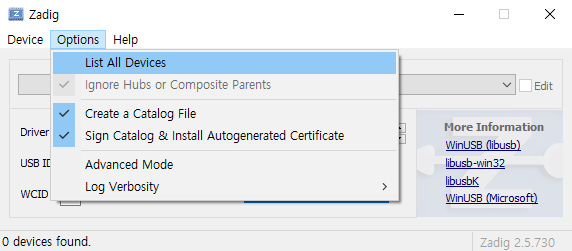 Zadig
Device Options Help
List All Devices
Ignore Hubs or Composite Parents
Edit
Create a Catalog File
Driver
Sign Catalog & Install Autogenerated Certificate
More Information
WinUSB (libusb)
USB ID
Advanced Mode
libusb-win32
Log Verbosity
libusbK
WCID
WinUSB (Microsoft)
0 devices found.
Zadig 2.5.730